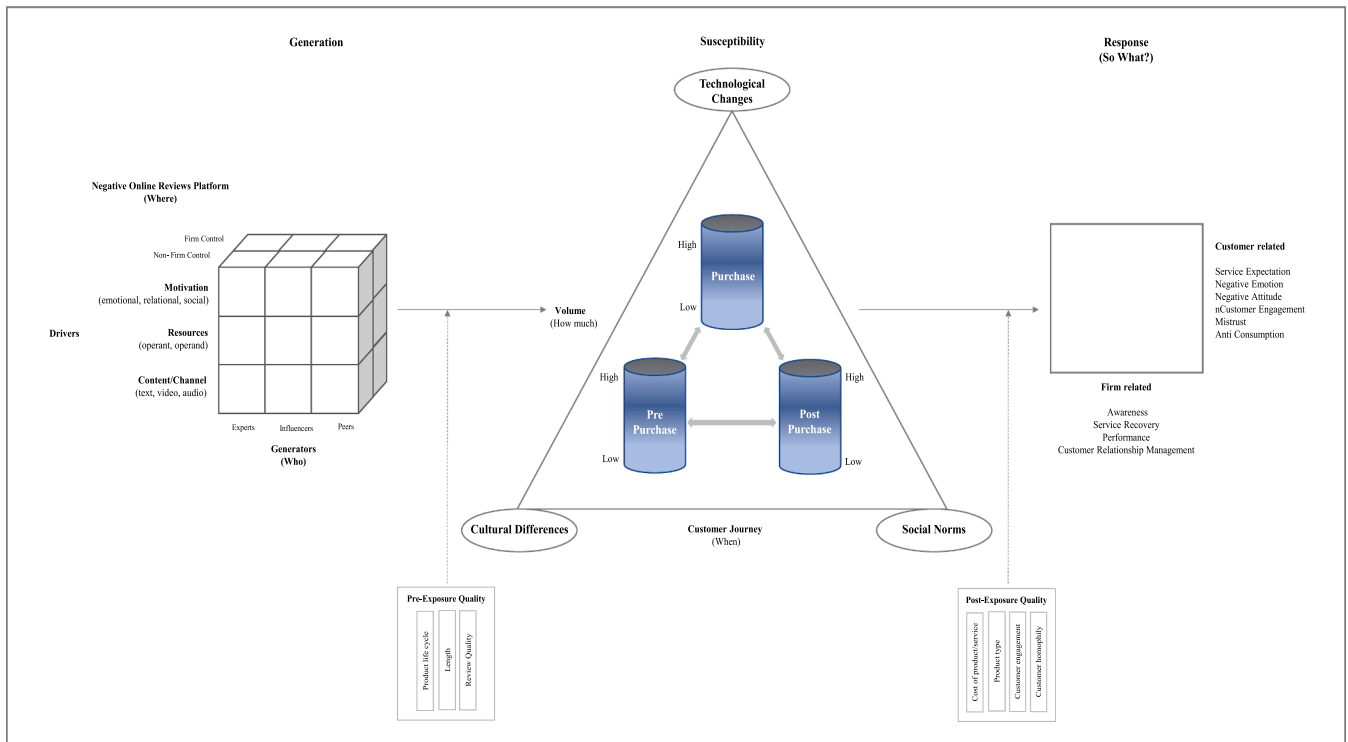 Generation
Susceptibility
Response
(So What?)
Technological
Changes
Negative Online Reviews Platform
(Where)
Firm Control
Non- Firm Control
Motivation
(emotional, relational, social)
Drivers
Resources
(operant, operand)
Content/Channel
(text, video, audio)
Experts
Influencers
Peers
Generators
(Who)
Volume
(How much)
High
Purchase
Low
High
Pre
Purchase
Low
High
Post
Purchase
Low
Cultural Differences
Customer Journey
(When)
Social Norms
Customer related
Service Expectation
Negative Emotion
Negative Attitude
nCustomer Engagement
Mistrust
Anti Consumption
Firm related
Awareness
Service Recovery
Performance
Customer Relationship Management
Pre-Exposure Quality
Product life cycle
Length
Review Quality
Post-Exposure Quality
Cost of product/service
Product type
Customer engagement
Customer homophily